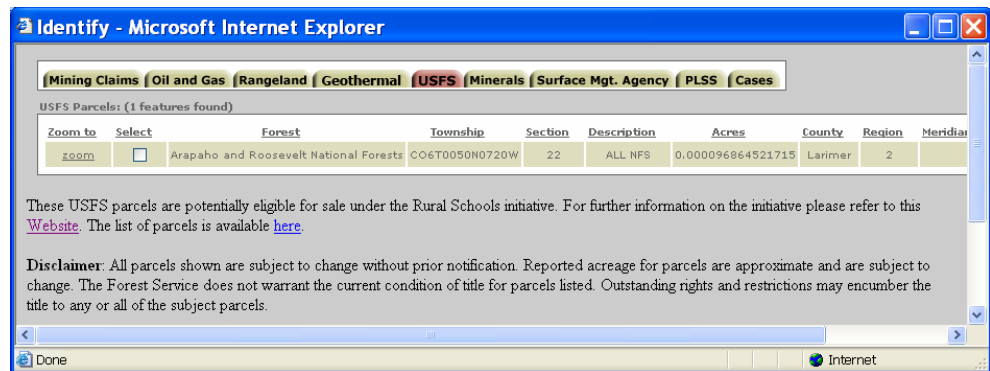 Identify - Microsoft Internet Explorer
Mining Claims Oil and Gas Rangeland Geothermal USFS Minerals Surface Mgt. Agency PLSS Cases
USFS Parcels: (1 features found)
Zoom to Select Forest Township Section Description Acres County Region
zoom Arapaho and Roosevelt National Forests CO6T0050N0720W 22 ALL NFS 0.000096864521715 Larimer 2
These USFS parcels are potentially eligible for sale under the Rural Schools initiative. For further information on the initiative please refer to this
Website. The list of parcels is available here.
Disclaimer: All parcels shown are subject to change without prior notification. Reported acreage for parcels are approximate and are subject to
change. The Forest Service does not warrant the current condition of title for parcels listed. Outstanding rights and restrictions may encumber the
title to any or all of the subject parcels.
Done Internet